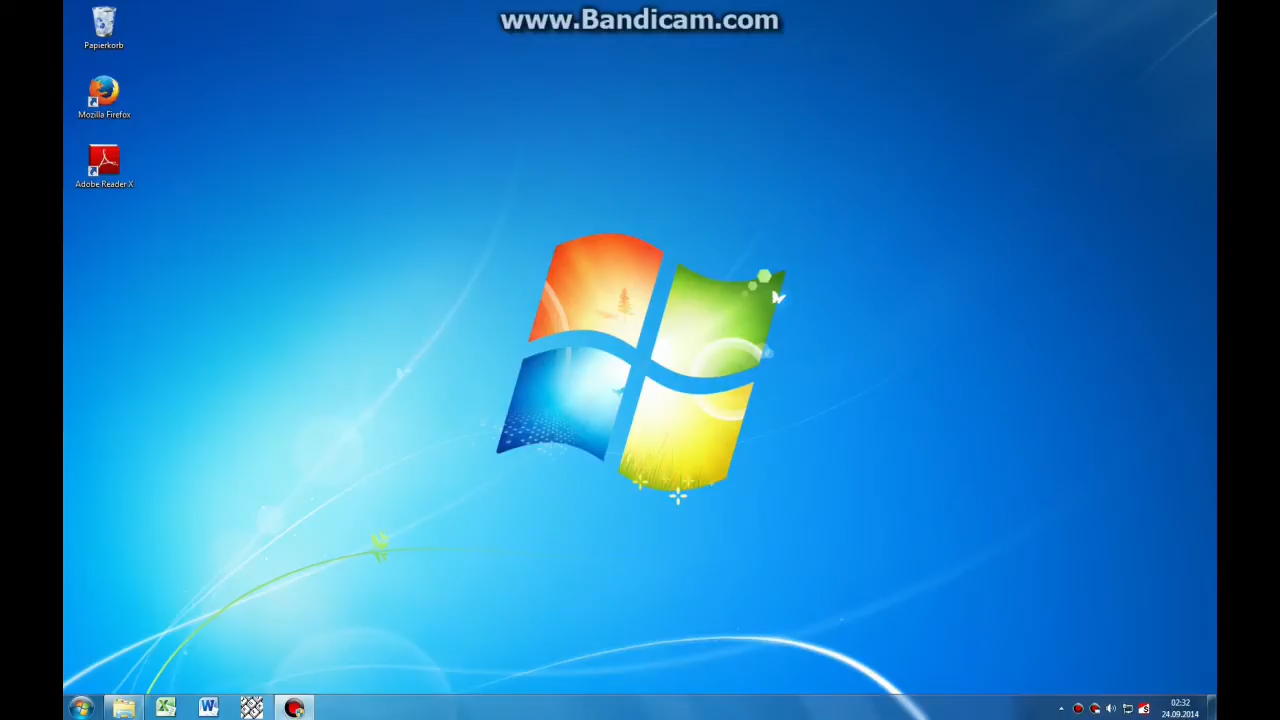 www.Bandicam.com
Papierkorb
Mozilla Firefox
Adobe Reader X
02:32
24.09.2014